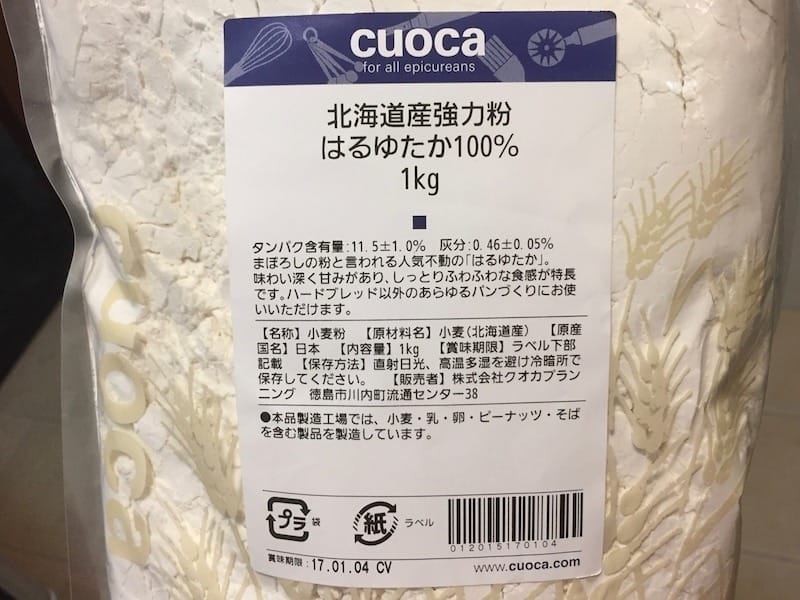 cuoca
for all epicureans
北海道産強力粉
はるゆたか100%
1kg
タンパク含有量:11.5±1.0% 灰分:0.46±0.05%
まぼろしの粉と言われる人気不動の「はるゆたか」。
味わい深く甘みがあり、しっとりふわふわな食感が特長
です。ハードブレッド以外のあらゆるパンづくりにお使
いいただけます。
【名称】小麦粉 【原材料名】小麦(北海道産) 【原産
国名】日本 【内容量】1kg 【賞味期限】ラベル下部
記載 【保存方法】直射日光、高温多湿を避け冷暗所で
保存してください。 【販売者】株式会社クオカプラン
ニング 徳島市川内町流通センター38
●本品製造工場では、小麦・乳・卵・ピーナッツ・そば
を含む製品を製造しています。
プラ 袋 紙 ラベル
012015170104
賞味期限:17.01.04 CV
www.cuoca.com
cuoca